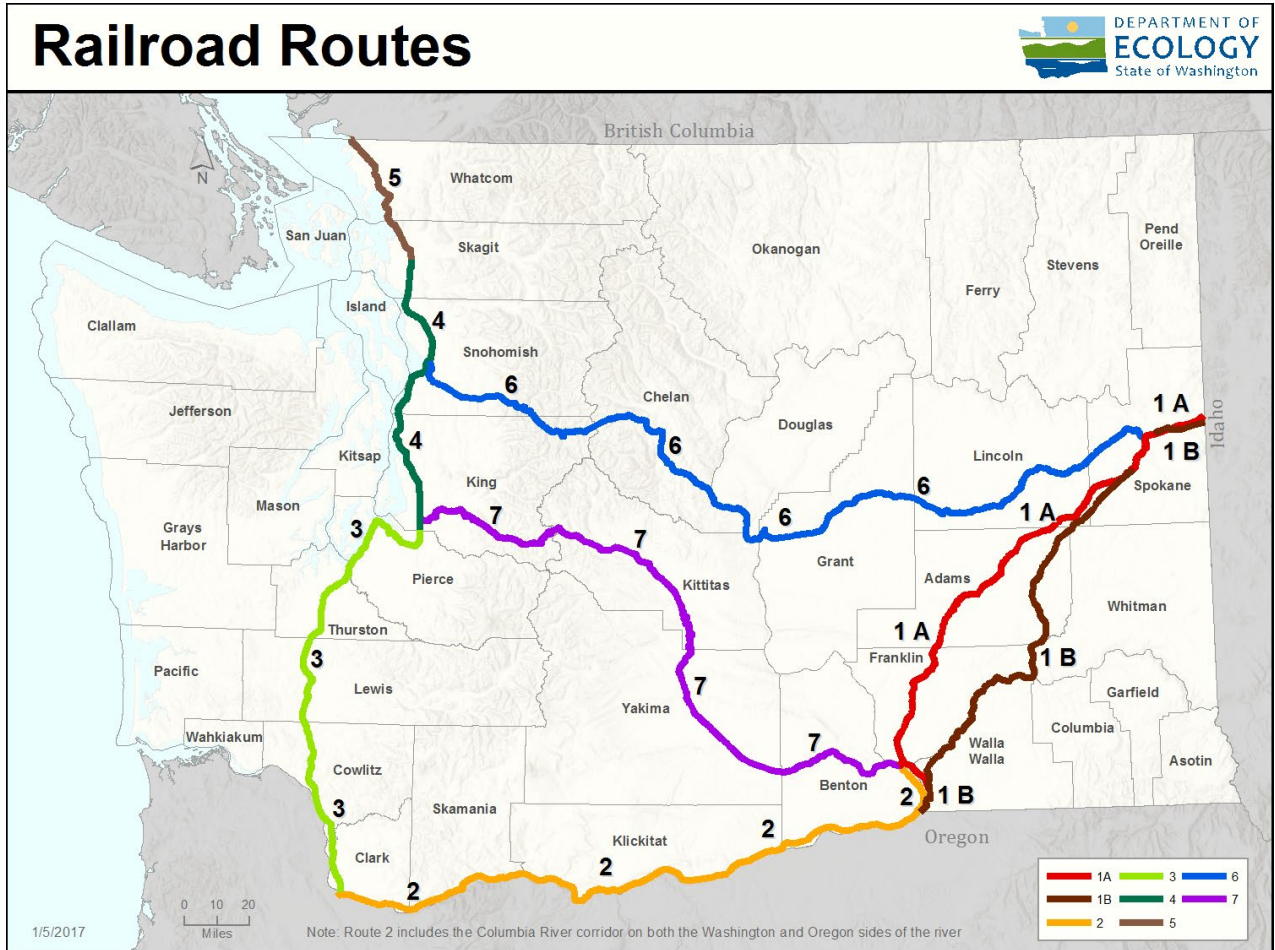 Railroad Routes
DEPARTMENT OF
ECOLOGY
State of Washington
British Columbia
N
5
Whatcom
San Juan
Skagit
Okanogan
Pend
Oreille
Stevens
Ferry
Island
Clallam
4
Snohomish
6
Chelan
Jefferson
Douglas
1 A
Idaho
4
6
1 B
Kitsap
Lincoln
King
Spokane
Mason
6
7
6
1 A
Grays
Harbor
3
7
Pierce
Kittitas
Grant
Adams
Whitman
Thurston
1 A
3
Franklin
1 B
Pacific
Lewis
7
Yakima
Garfield
Columbia
Wahkiakum
7
Walla
Walla
Asotin
Cowlitz
Benton
2
1 B
3
Skamania
2
Klickitat
Oregon
Clark
2
2
1A
3
6
1B
4
7
2
5
0 10 20
Miles
1/5/2017
Note: Route 2 includes the Columbia River corridor on both the Washington and Oregon sides of the river